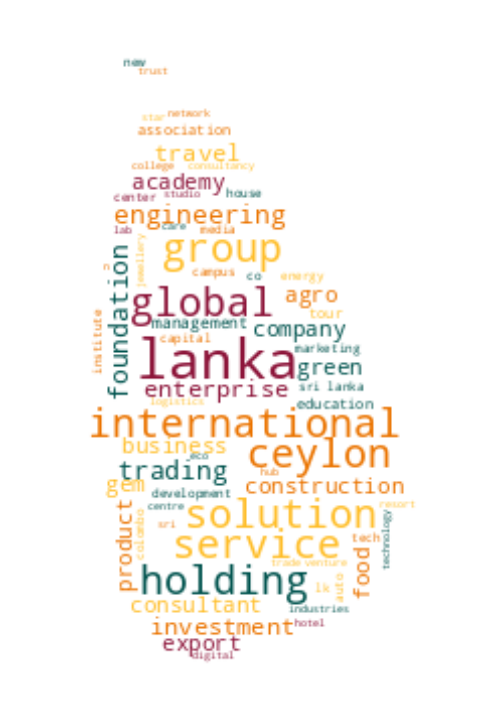 new
trust
star network
association
travel
college consultancy
academy
center studio house
engineering
lab care media
group
foundation
jewellery
n campus co energy
global agro
tour
institute
management company
capital
lanka marketing
green
enterprise sri lanka
logistics education
international
business ceylon
eco
trading hub
gem construction
development
product
centre solution resort
colombo
sri
technology
service tech
trade venture
food
holding lk auto
consultant industries
investment hotel
export
digital